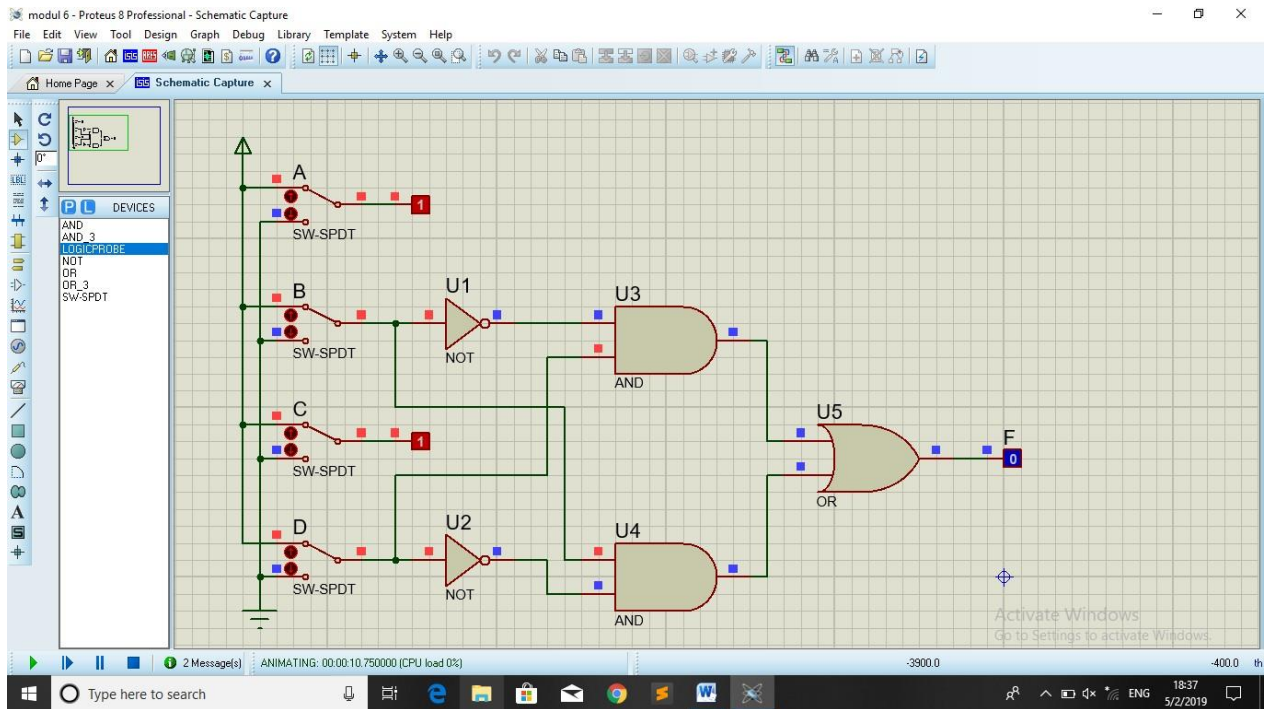 modul 6 - Proteus 8 Professional - Schematic Capture
File Edit View Tool Design Graph Debug Library Template System Help
Home Page x
ISIS Schematic Capture x
0°
LBL
P L DEVICES
AND
AND_3
LOGICPROBE
NOT
OR
OR_3
SW-SPDT
A
S
A
1
SW-SPDT
B
SW-SPDT
U1
NOT
U3
AND
C
1
SW-SPDT
D
SW-SPDT
U2
NOT
U4
AND
U5
OR
F
0
Activate Windows
Go to Settings to activate Windows.
2 Message(s)
ANIMATING: 00:00:10.750000 (CPU load 0%)
-3900.0
-400.0 th
Type here to search
ENG
18:37
5/2/2019